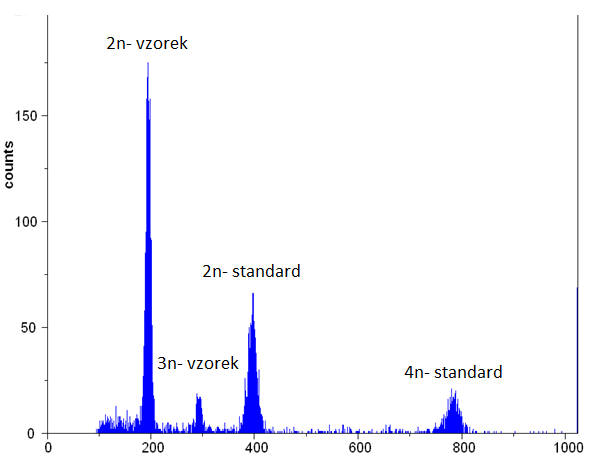 2n- vzorek
150
counts
100
2n- standard
50
3n- vzorek
4n- standard
0
0 200 400 600 800 1000